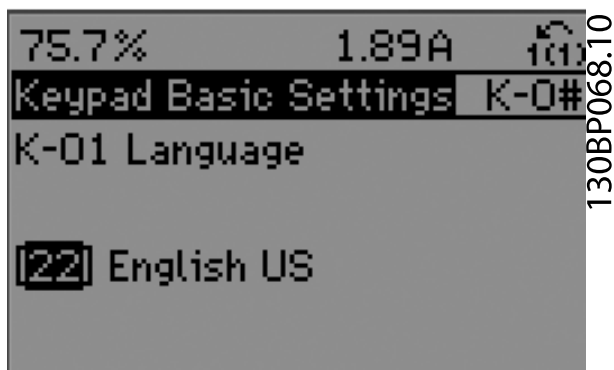 75.7% 1.89A 1(1)
Keypad Basic Settings K-0#
K-01 Language
[22] English US
130BP068.10